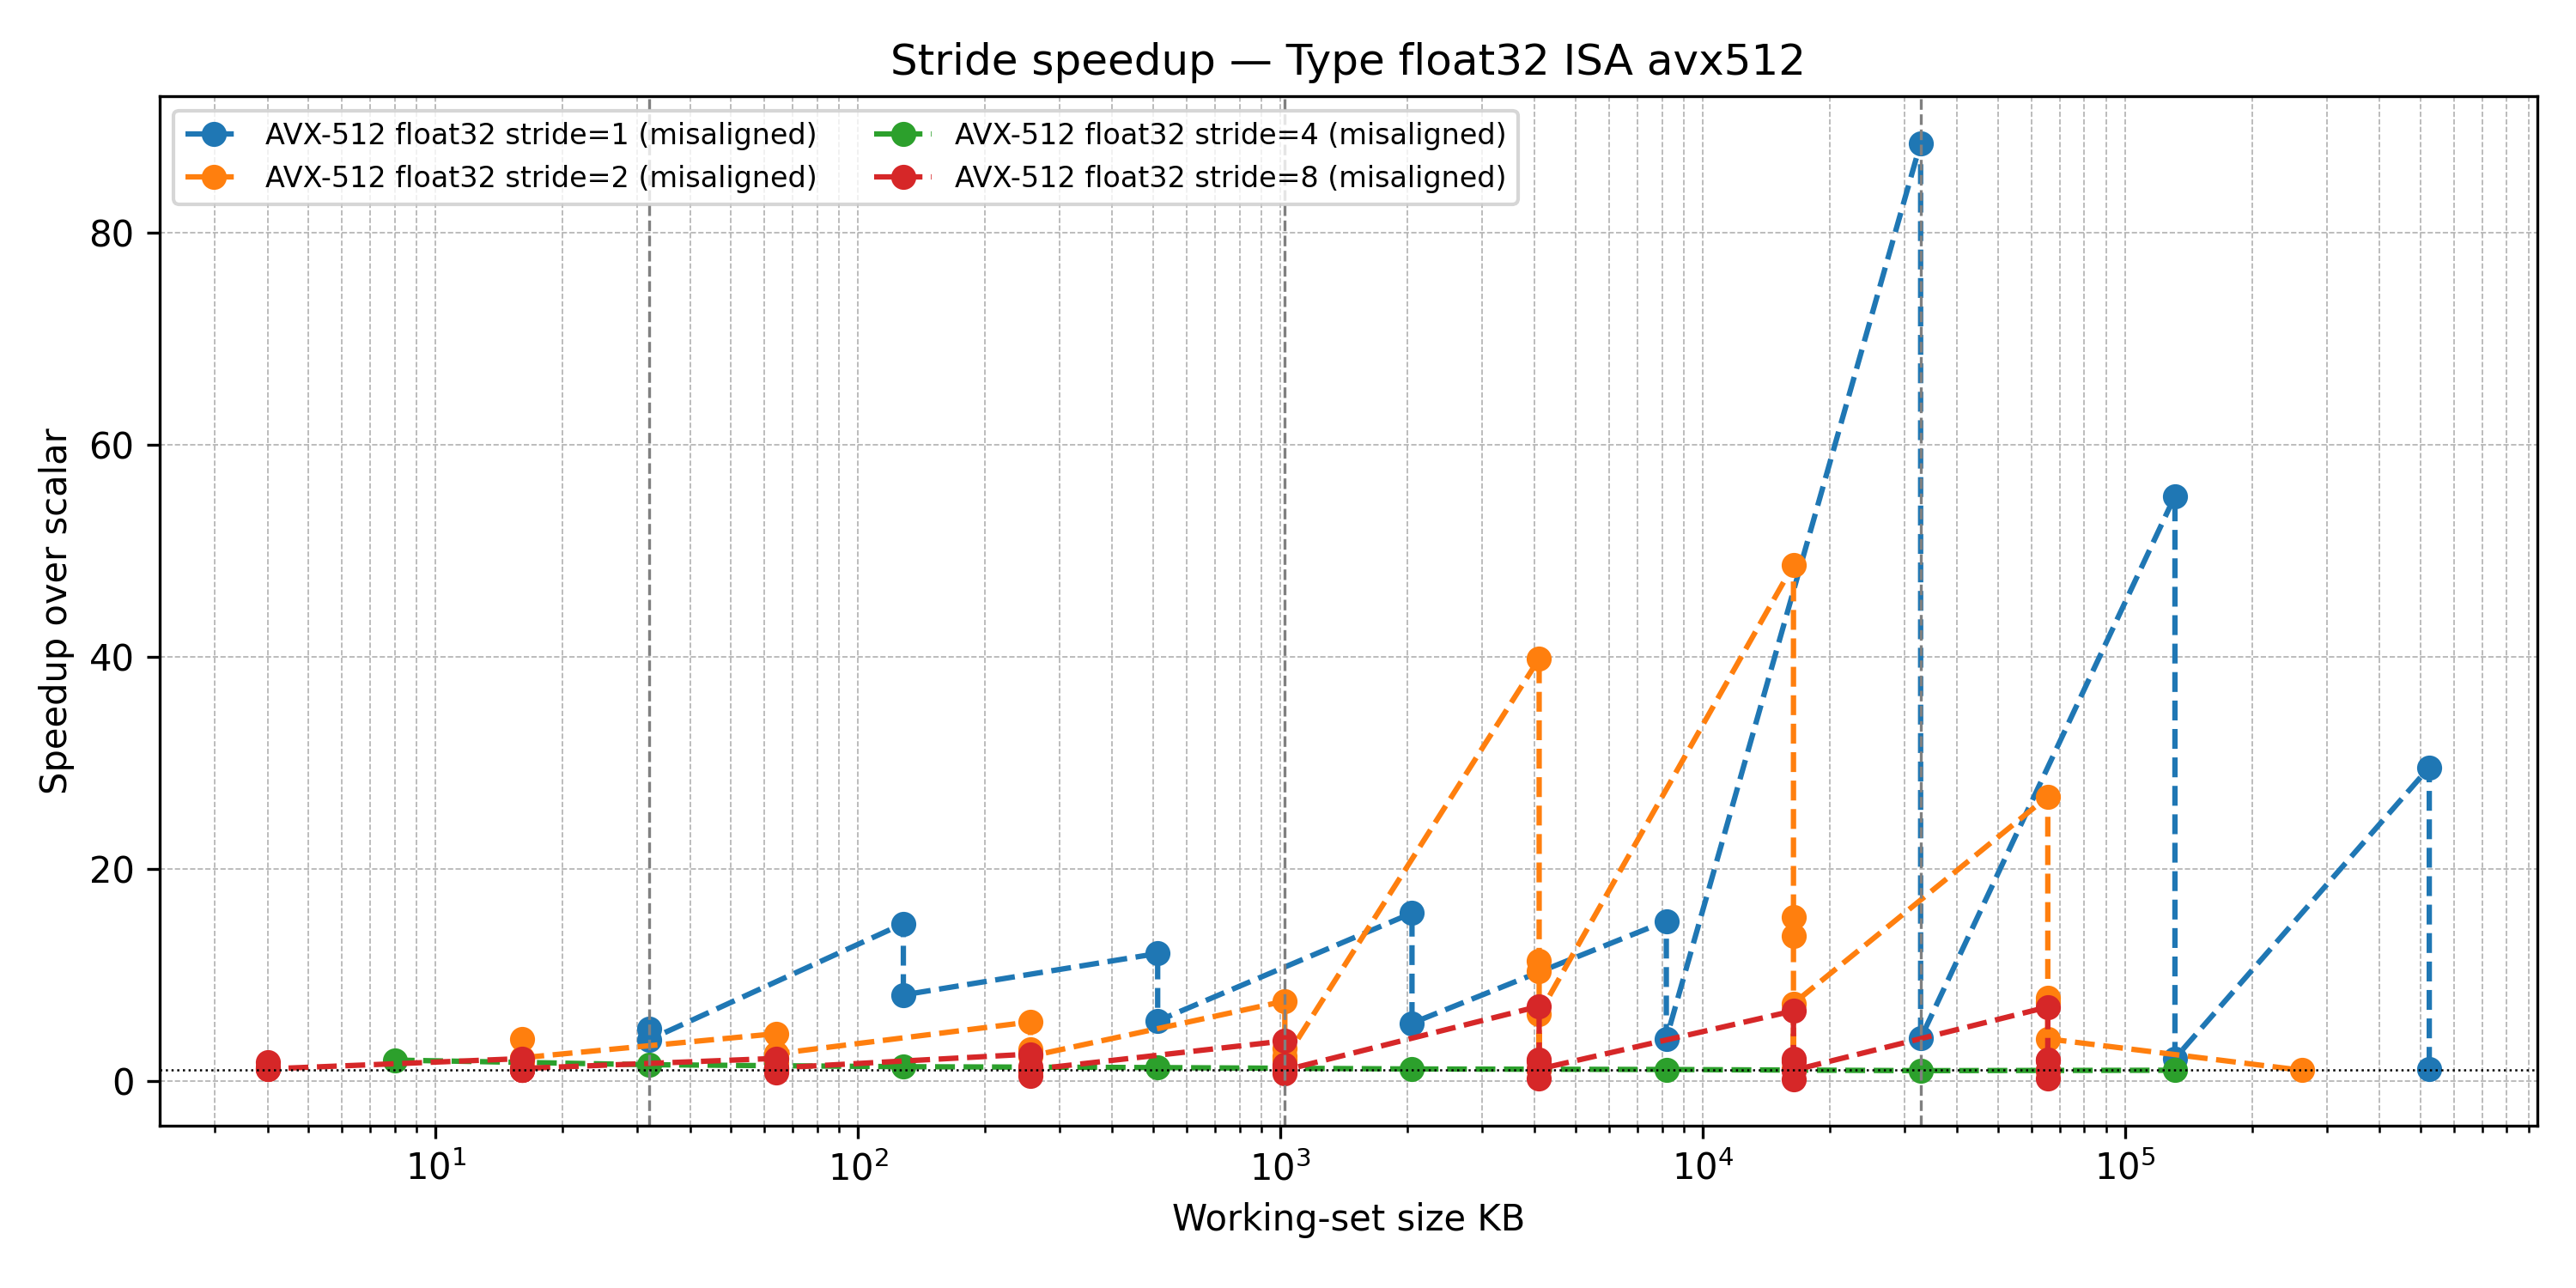 Stride speedup — Type float32 ISA avx512
AVX-512 float32 stride=1 (misaligned)
AVX-512 float32 stride=2 (misaligned)
AVX-512 float32 stride=4 (misaligned)
AVX-512 float32 stride=8 (misaligned)
Speedup over scalar
80
60
40
20
0
10¹
10²
10³
10⁴
10⁵
Working-set size KB